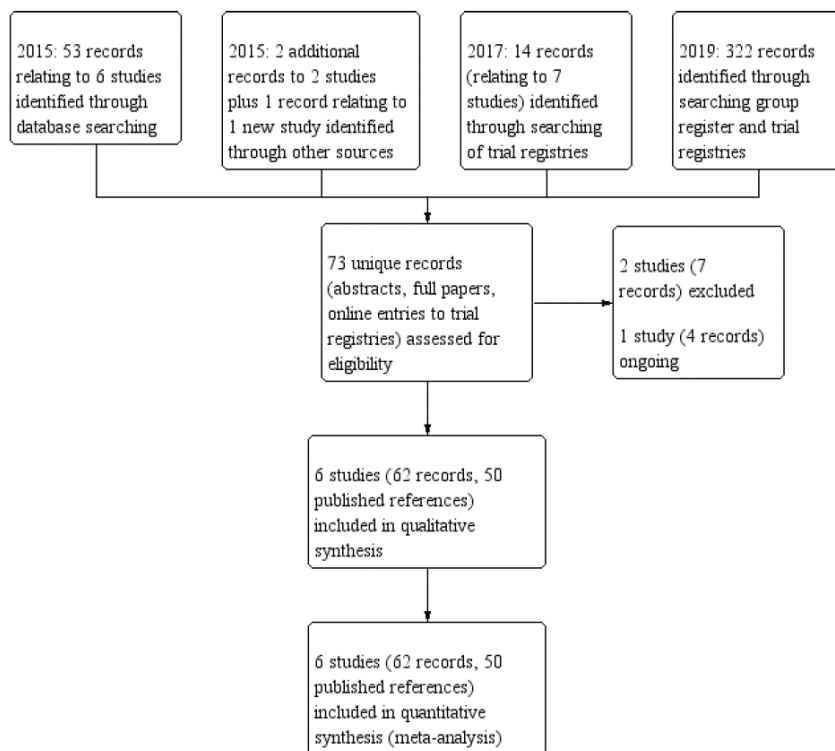 2015: 53 records
relating to 6 studies
identified through
database searching
2015: 2 additional
records to 2 studies
plus 1 record relating to
1 new study identified
through other sources
2017: 14 records
(relating to 7
studies) identified
through searching
of trial registries
2019: 322 records
identified through
searching group
register and trial
registries
73 unique records
(abstracts, full papers,
online entries to trial
registries) assessed for
eligibility
2 studies (7
records) excluded
1 study (4 records)
ongoing
6 studies (62 records, 50
published references)
included in qualitative
synthesis
6 studies (62 records, 50
published references)
included in quantitative
synthesis (meta-analysis)